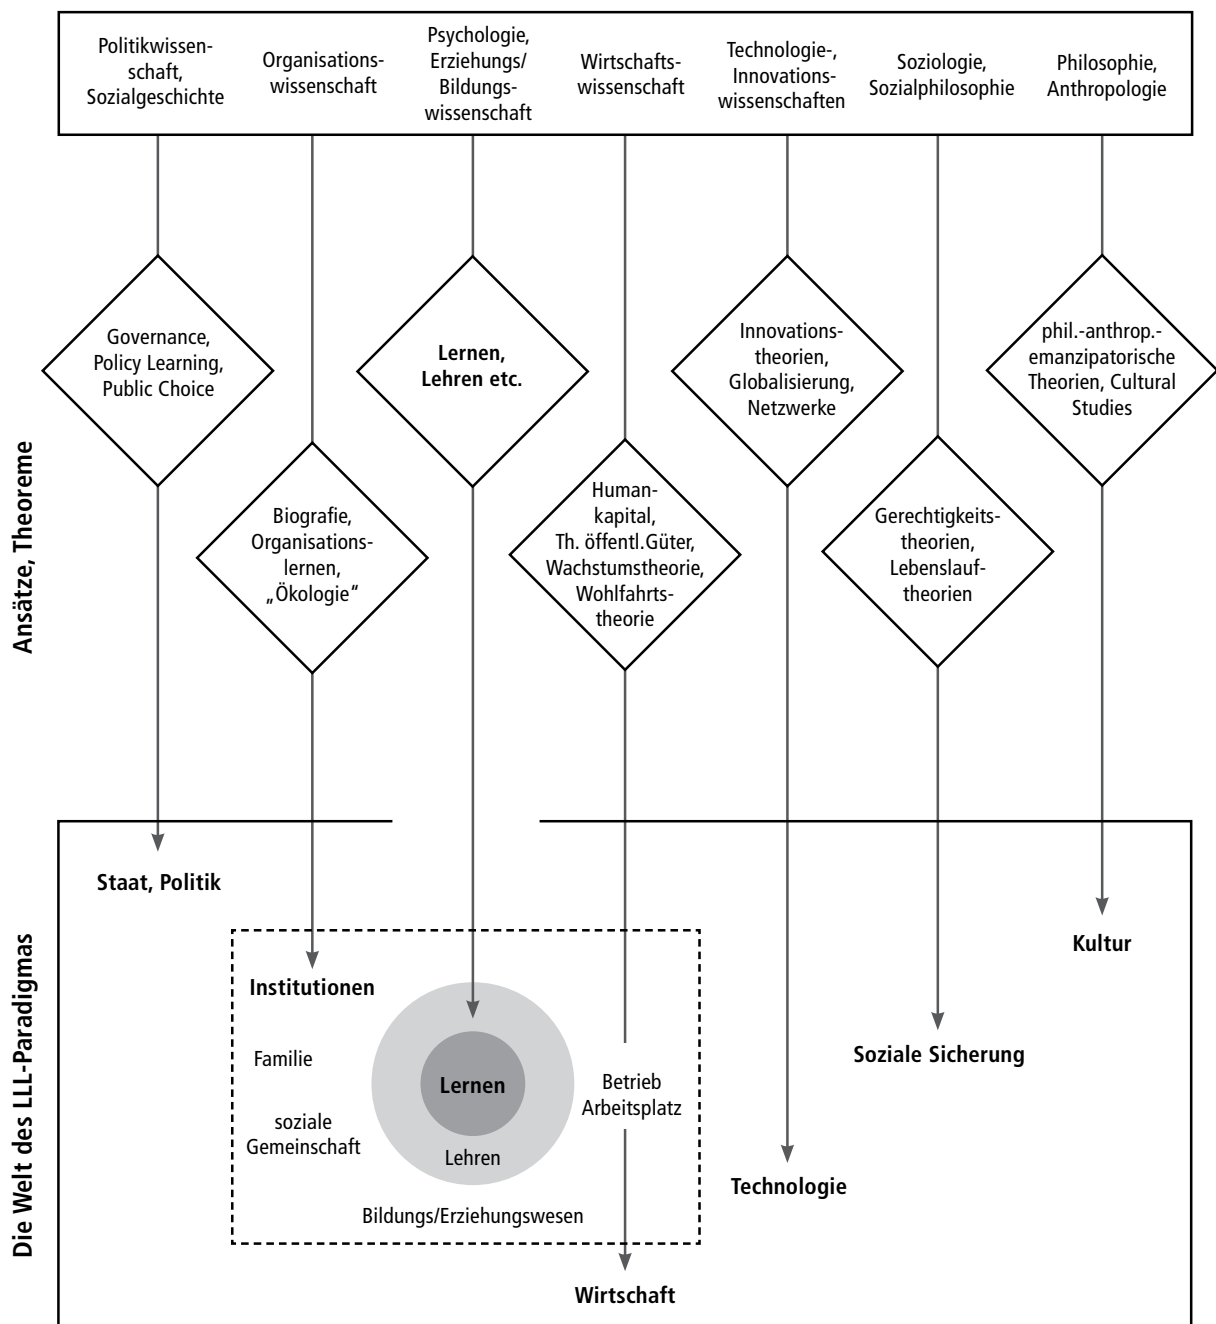 Politikwissen-
schaft,
Sozialgeschichte
Organisations-
wissenschaft
Psychologie,
Erziehungs/
Bildungs-
wissenschaft
Wirtschafts-
wissenschaft
Technologie-,
Innovations-
wissenschaften
Soziologie,
Sozialphilosophie
Philosophie,
Anthropologie
Ansätze, Theoreme
Governance,
Policy Learning,
Public Choice
Lernen,
Lehren etc.
Innovations-
theorien,
Globalisierung,
Netzwerke
phil.-anthrop.-
emanzipatorische
Theorien, Cultural
Studies
Biografie,
Organisations-
lernen,
„Ökologie“
Human-
kapital,
Th. öffentl.Güter,
Wachstumstheorie,
Wohlfahrts-
theorie
Gerechtigkeits-
theorien,
Lebenslauf-
theorien
Die Welt des LLL-Paradigmas
Staat, Politik
Kultur
Institutionen
Familie
soziale
Gemeinschaft
Lernen
Lehren
Betrieb
Arbeitsplatz
Bildungs/Erziehungswesen
Soziale Sicherung
Technologie
Wirtschaft